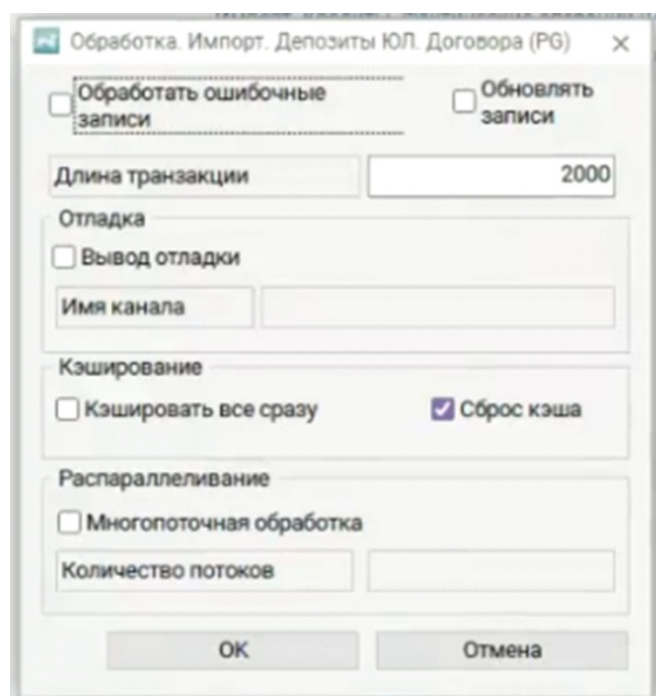 Обработка. Импорт. Депозиты ЮЛ. Договора (PG)
Обработать ошибочные
записи
Обновлять
записи
Длина транзакции 2000
Отладка
Вывод отладки
Имя канала
Кэширование
Кэшировать все сразу Сброс кэша
Распараллеливание
Многопоточная обработка
Количество потоков
OK Отмена